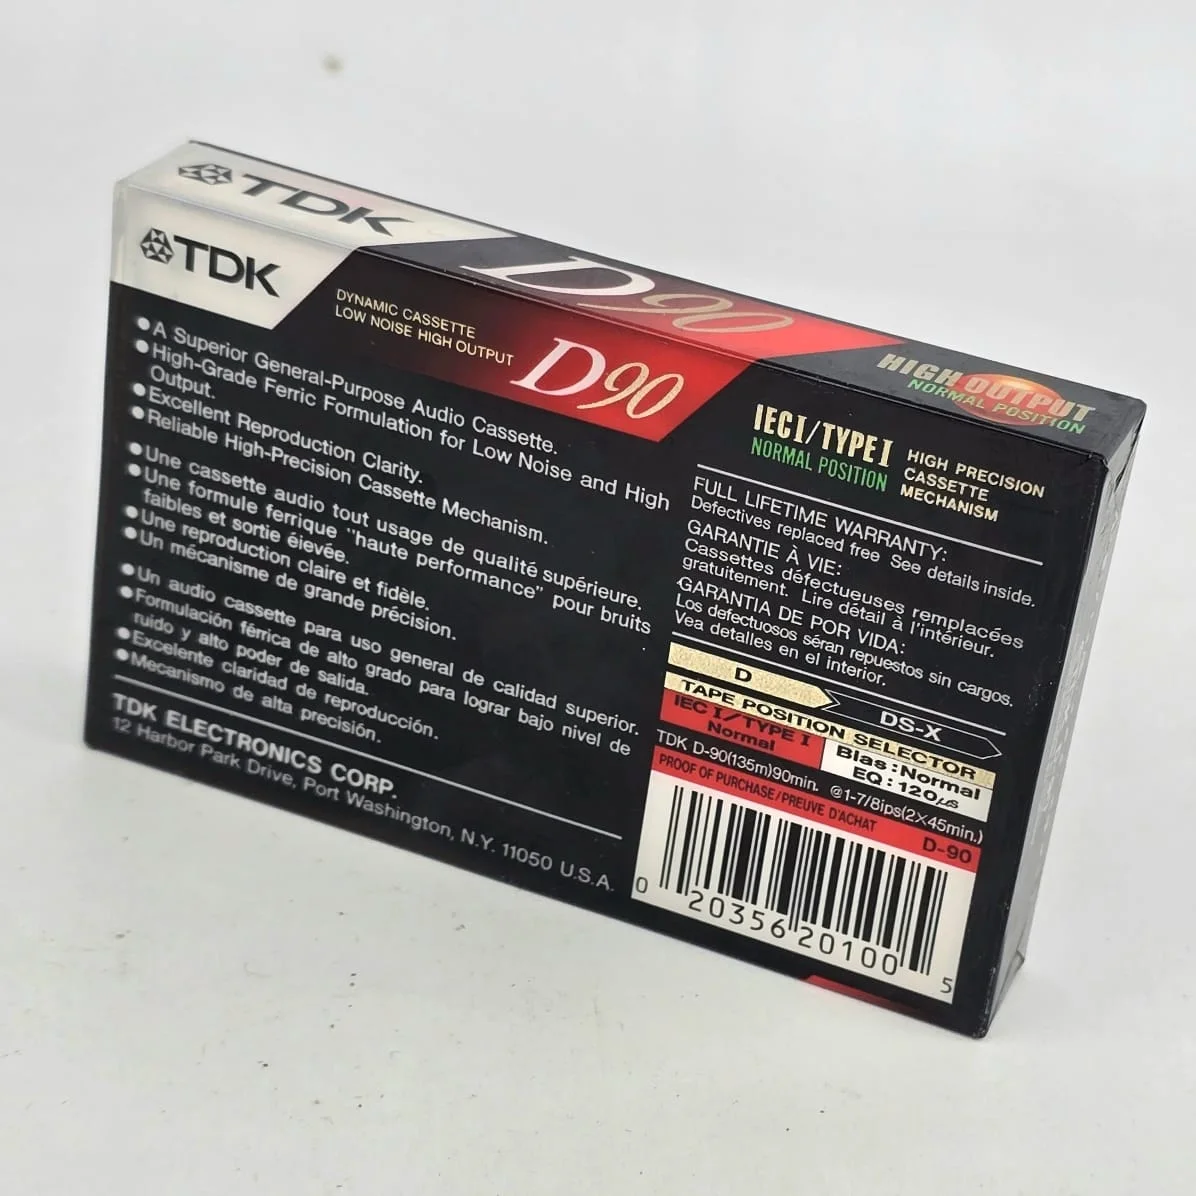 TDK
D90
HIGH OUTPUT
NORMAL POSITION
TDK
DYNAMIC CASSETTE
LOW NOISE HIGH OUTPUT
D90
IEC I/TYPE I
NORMAL POSITION
HIGH PRECISION
CASSETTE
MECHANISM
●A Superior General-Purpose Audio Cassette.
●High-Grade Ferric Formulation for Low Noise and High
Output.
●Excellent Reproduction Clarity.
●Reliable High-Precision Cassette Mechanism.
●Une cassette audio tout usage de qualité supérieure.
●Une formule ferrique "haute performance" pour bruits
faibles et sortie éievée.
●Une reproduction claire et fidèle.
●Un mécanisme de grande précision.
●Un audio cassette para uso general de calidad superior.
●Formulación férrica de alto grado para lograr bajo nivel de
ruido y alto poder de salida.
●Excelente claridad de reproducción.
●Mecanismo de alta precisión.
TDK ELECTRONICS CORP.
12 Harbor Park Drive, Port Washington, N.Y. 11050 U.S.A.
FULL LIFETIME WARRANTY:
Defectives replaced free See details inside.
GARANTIE À VIE:
Cassettes défectueuses remplacées
gratuitement. Lire détail à l'intérieur.
GARANTIA DE POR VIDA:
Los defectuosos séran repuestos sin cargos.
Vea detalles en el interior.
D
DS-X
TAPE POSITION SELECTOR
IEC I/TYPE I
Normal
Bias : Normal
EQ : 120μs
TDK D-90(135m)90min. @1-7/8ips(2×45min.)
PROOF OF PURCHASE/PREUVE D'ACHAT
D-90
0 20356 20100 5